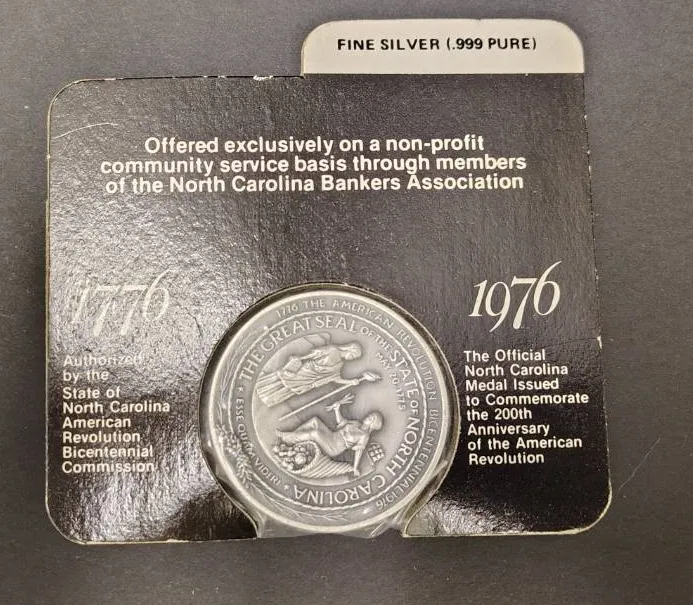 FINE SILVER (.999 PURE)
Offered exclusively on a non-profit
community service basis through members
of the North Carolina Bankers Association
1776
Authorized
by the
State of
North Carolina
American
Revolution
Bicentennial
Commission
1976
The Official
North Carolina
Medal Issued
to Commemorate
the 200th
Anniversary
of the American
Revolution
1776 THE AMERICAN REVOLUTION BICENTENNIAL 1976
THE GREAT SEAL OF THE STATE OF NORTH CAROLINA
MAY 20, 1775
ESSE QUAM VIDERI